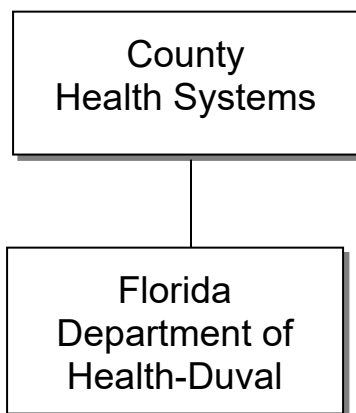 County
Health Systems
Florida
Department of
Health-Duval